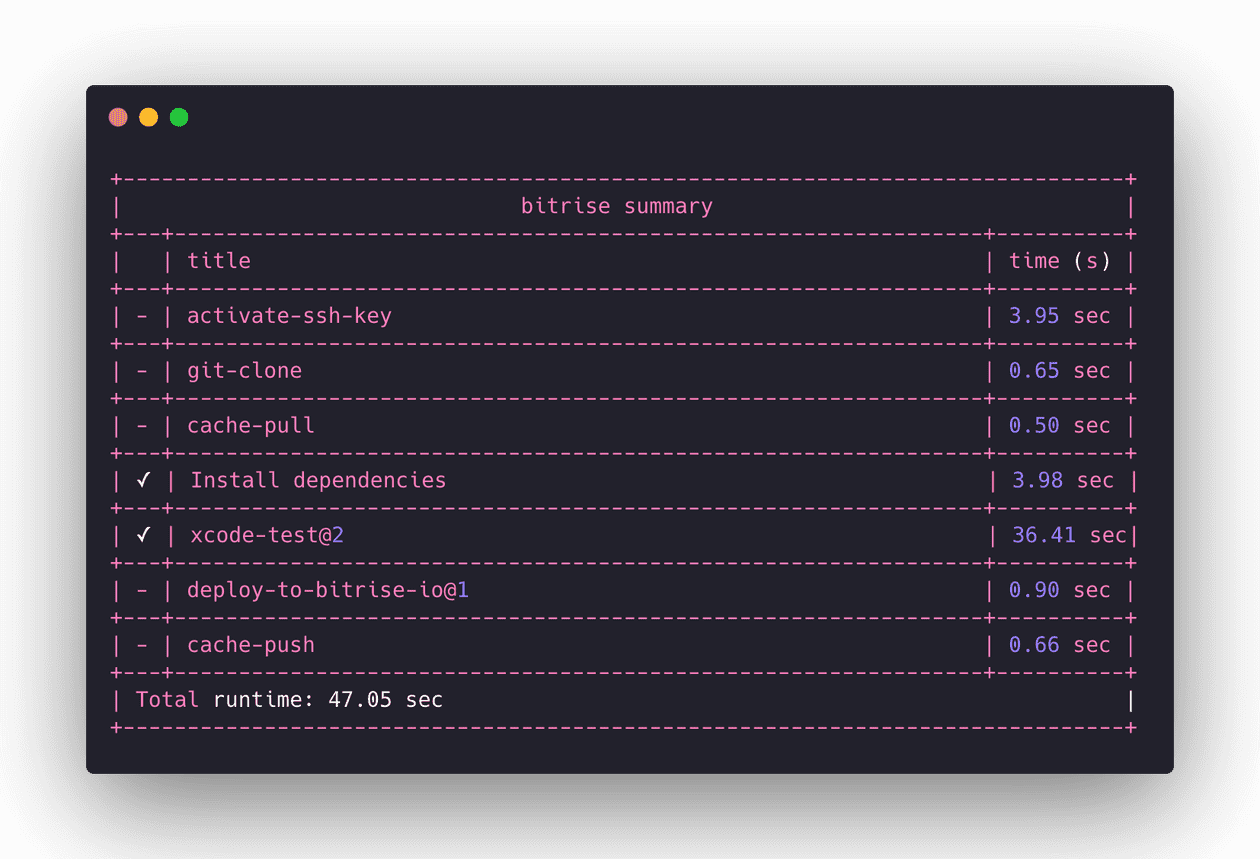 +------------------------------------------------------------------------------+
|                               bitrise summary                                |
+---+---------------------------------------------------------------+----------+
|   | title                                                         | time (s) |
+---+---------------------------------------------------------------+----------+
| - | activate-ssh-key                                              | 3.95 sec |
+---+---------------------------------------------------------------+----------+
| - | git-clone                                                     | 0.65 sec |
+---+---------------------------------------------------------------+----------+
| - | cache-pull                                                    | 0.50 sec |
+---+---------------------------------------------------------------+----------+
| ✓ | Install dependencies                                          | 3.98 sec |
+---+---------------------------------------------------------------+----------+
| ✓ | xcode-test@2                                                  | 36.41 sec|
+---+---------------------------------------------------------------+----------+
| - | deploy-to-bitrise-io@1                                        | 0.90 sec |
+---+---------------------------------------------------------------+----------+
| - | cache-push                                                    | 0.66 sec |
+---+---------------------------------------------------------------+----------+
| Total runtime: 47.05 sec                                                     |
+------------------------------------------------------------------------------+